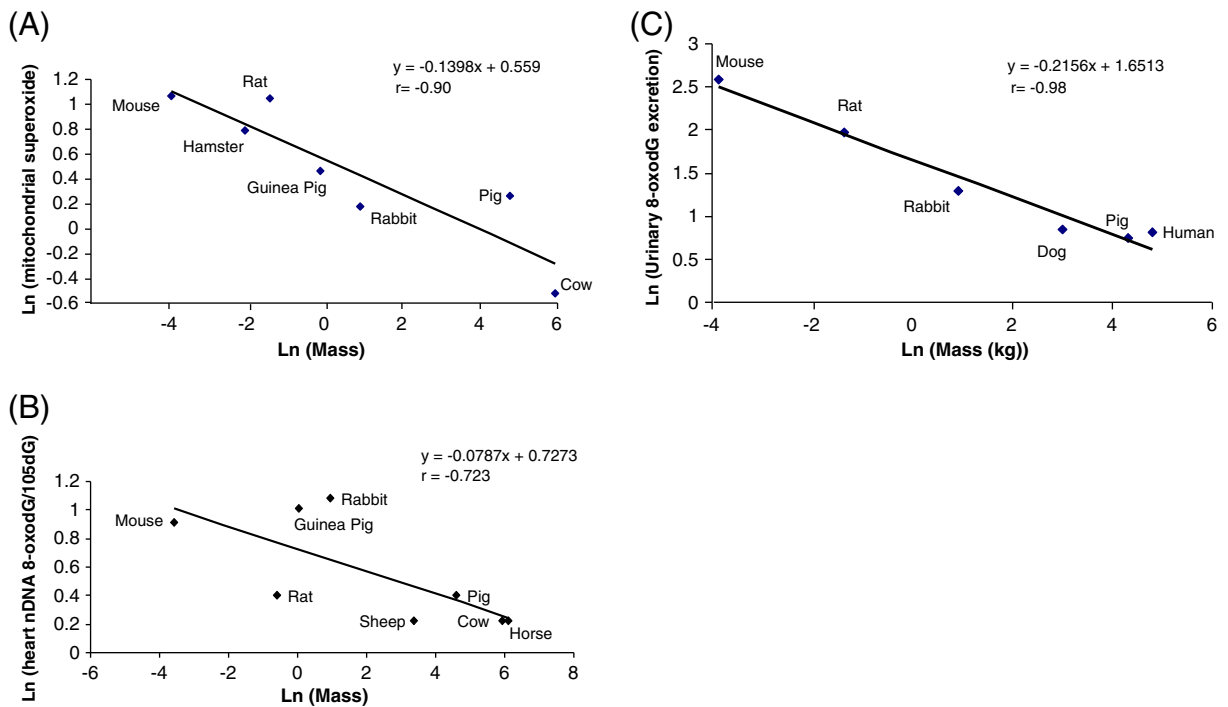 (A)
y = -0.1398x + 0.559
r= -0.90
Ln (mitochondrial superoxide)
1.2
1
0.8
0.6
0.4
0.2
0
-0.2
-0.4
-0.6
Mouse
Rat
Hamster
Guinea Pig
Rabbit
Pig
Cow
-4 -2 0 2 4 6
Ln (Mass)
(C)
y = -0.2156x + 1.6513
r= -0.98
Ln (Urinary 8-oxodG excretion)
3
2.5
2
1.5
1
0.5
0
Mouse
Rat
Rabbit
Dog
Pig
Human
-4 -2 0 2 4 6
Ln (Mass (kg))
(B)
y = -0.0787x + 0.7273
r = -0.723
Ln (heart nDNA 8-oxodG/105dG)
1.2
1
0.8
0.6
0.4
0.2
0
Mouse
Rabbit
Guinea Pig
Rat
Sheep
Pig
Cow
Horse
-6 -4 -2 0 2 4 6 8
Ln (Mass)